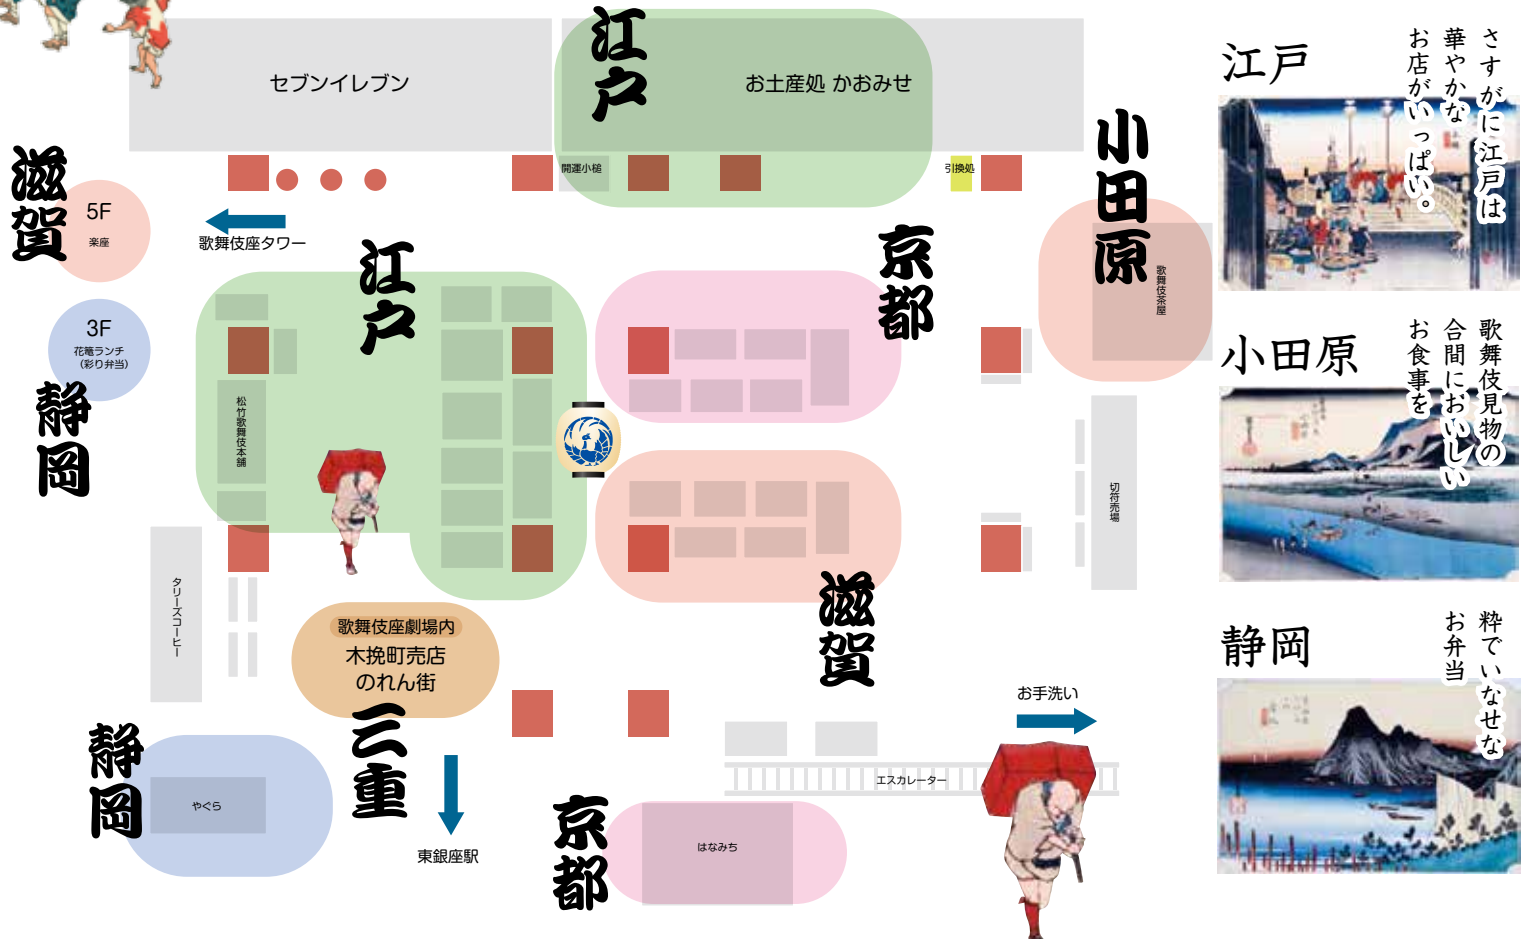 江戸
セブンイレブン
お土産処 かおみせ
小田原
開運小槌
引換処
滋賀
5F
楽座
歌舞伎座タワー
江戸
京都
歌舞伎茶屋
3F
花篭ランチ
（彩り弁当）
静岡
松竹歌舞伎本舗
切符売場
滋賀
タリーズコーヒー
歌舞伎座劇場内
木挽町売店
のれん街
三重
お手洗い
エスカレーター
静岡
やぐら
東銀座駅
京都
はなみち
江戸
さすがに江戸は
華やかな
お店がいっぱい。
小田原
歌舞伎見物の
合間においしい
お食事を
静岡
粋でいなせな
お弁当